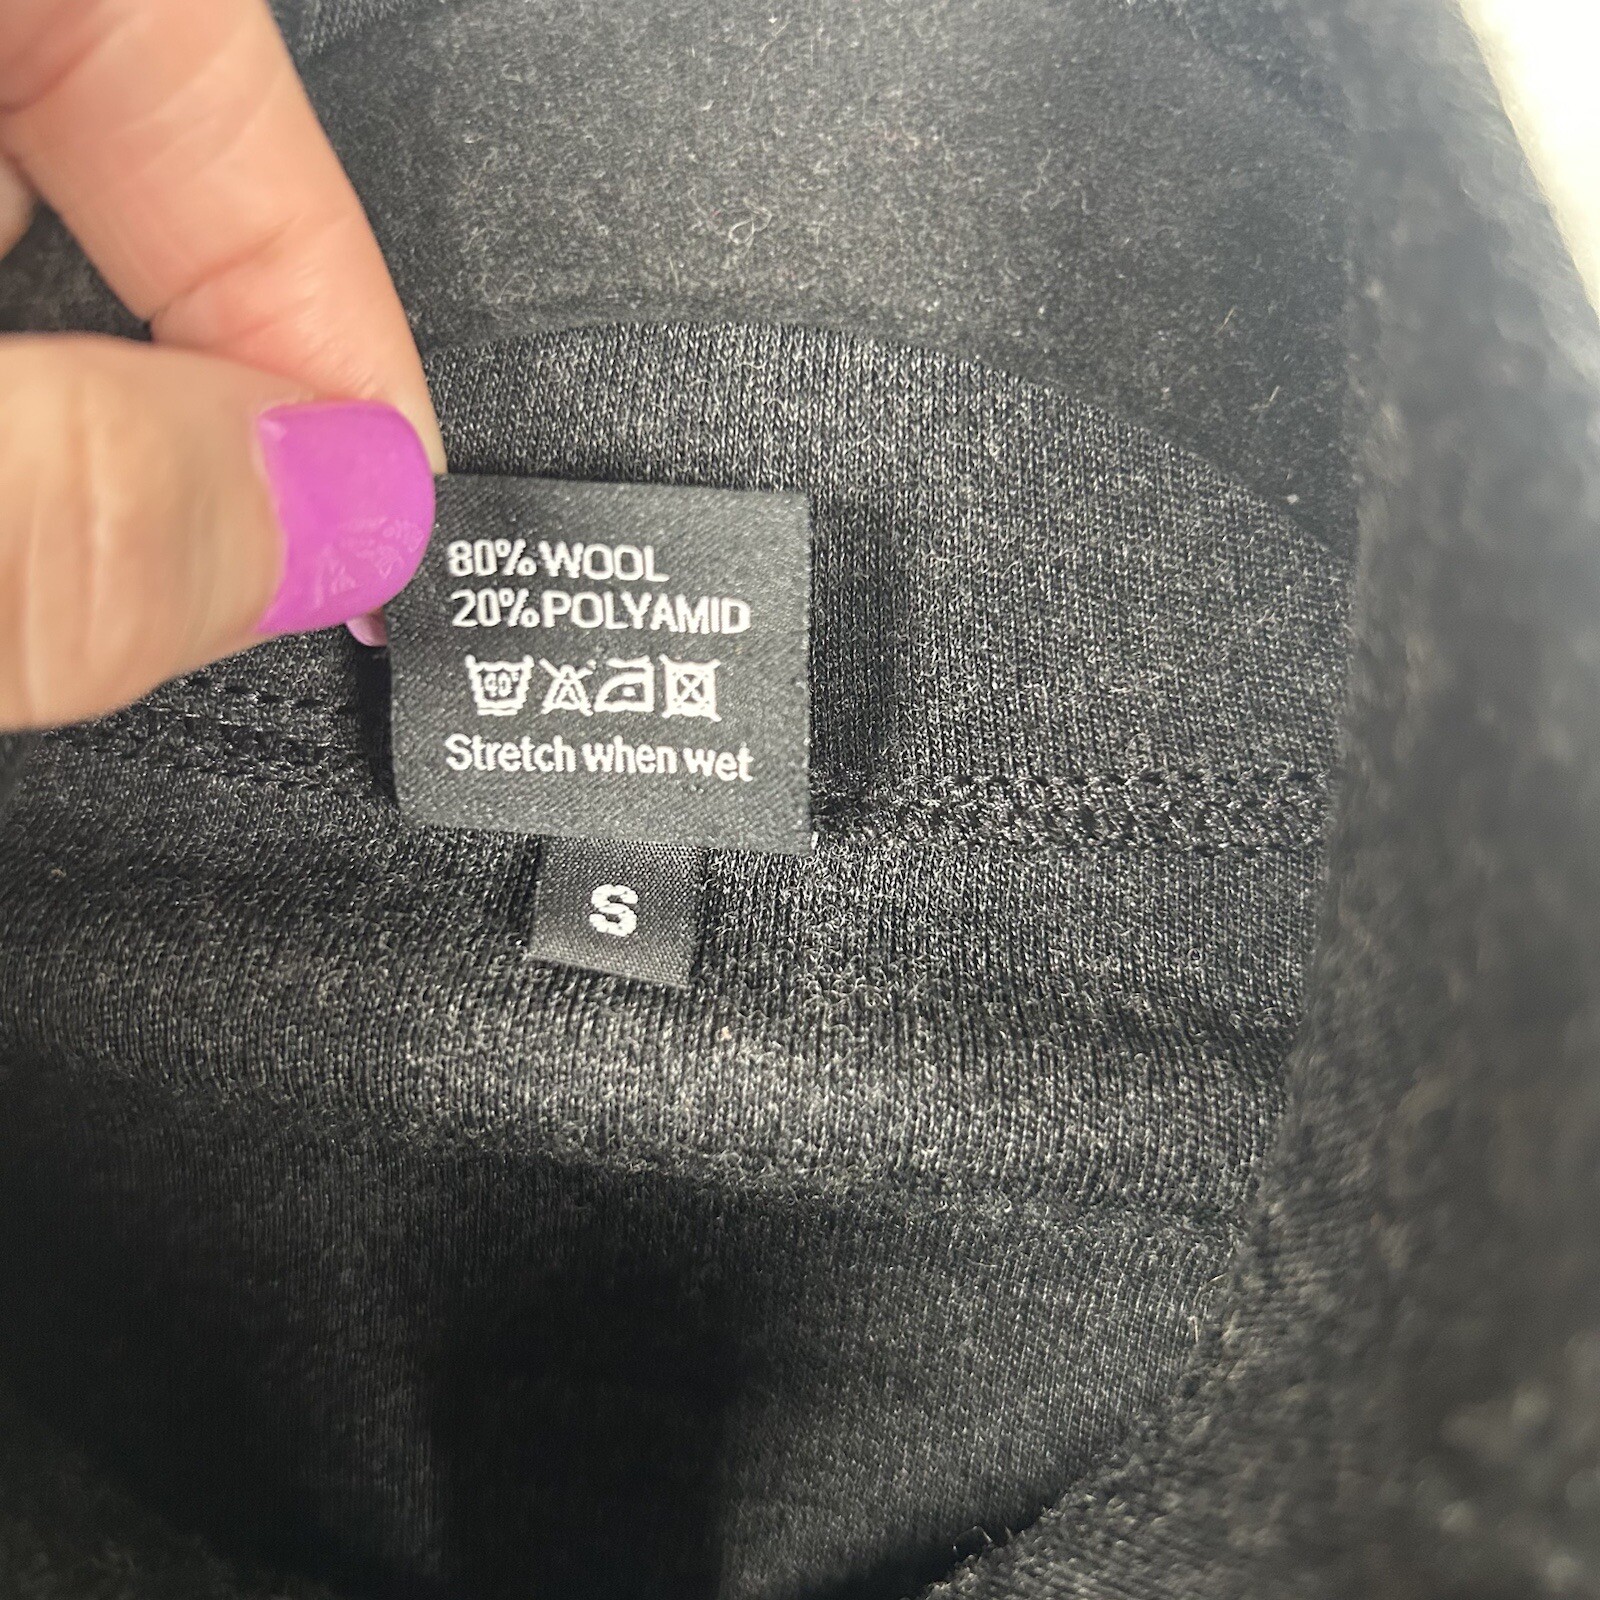 80% WOOL
20% POLYAMID
40°
Stretch when wet
S